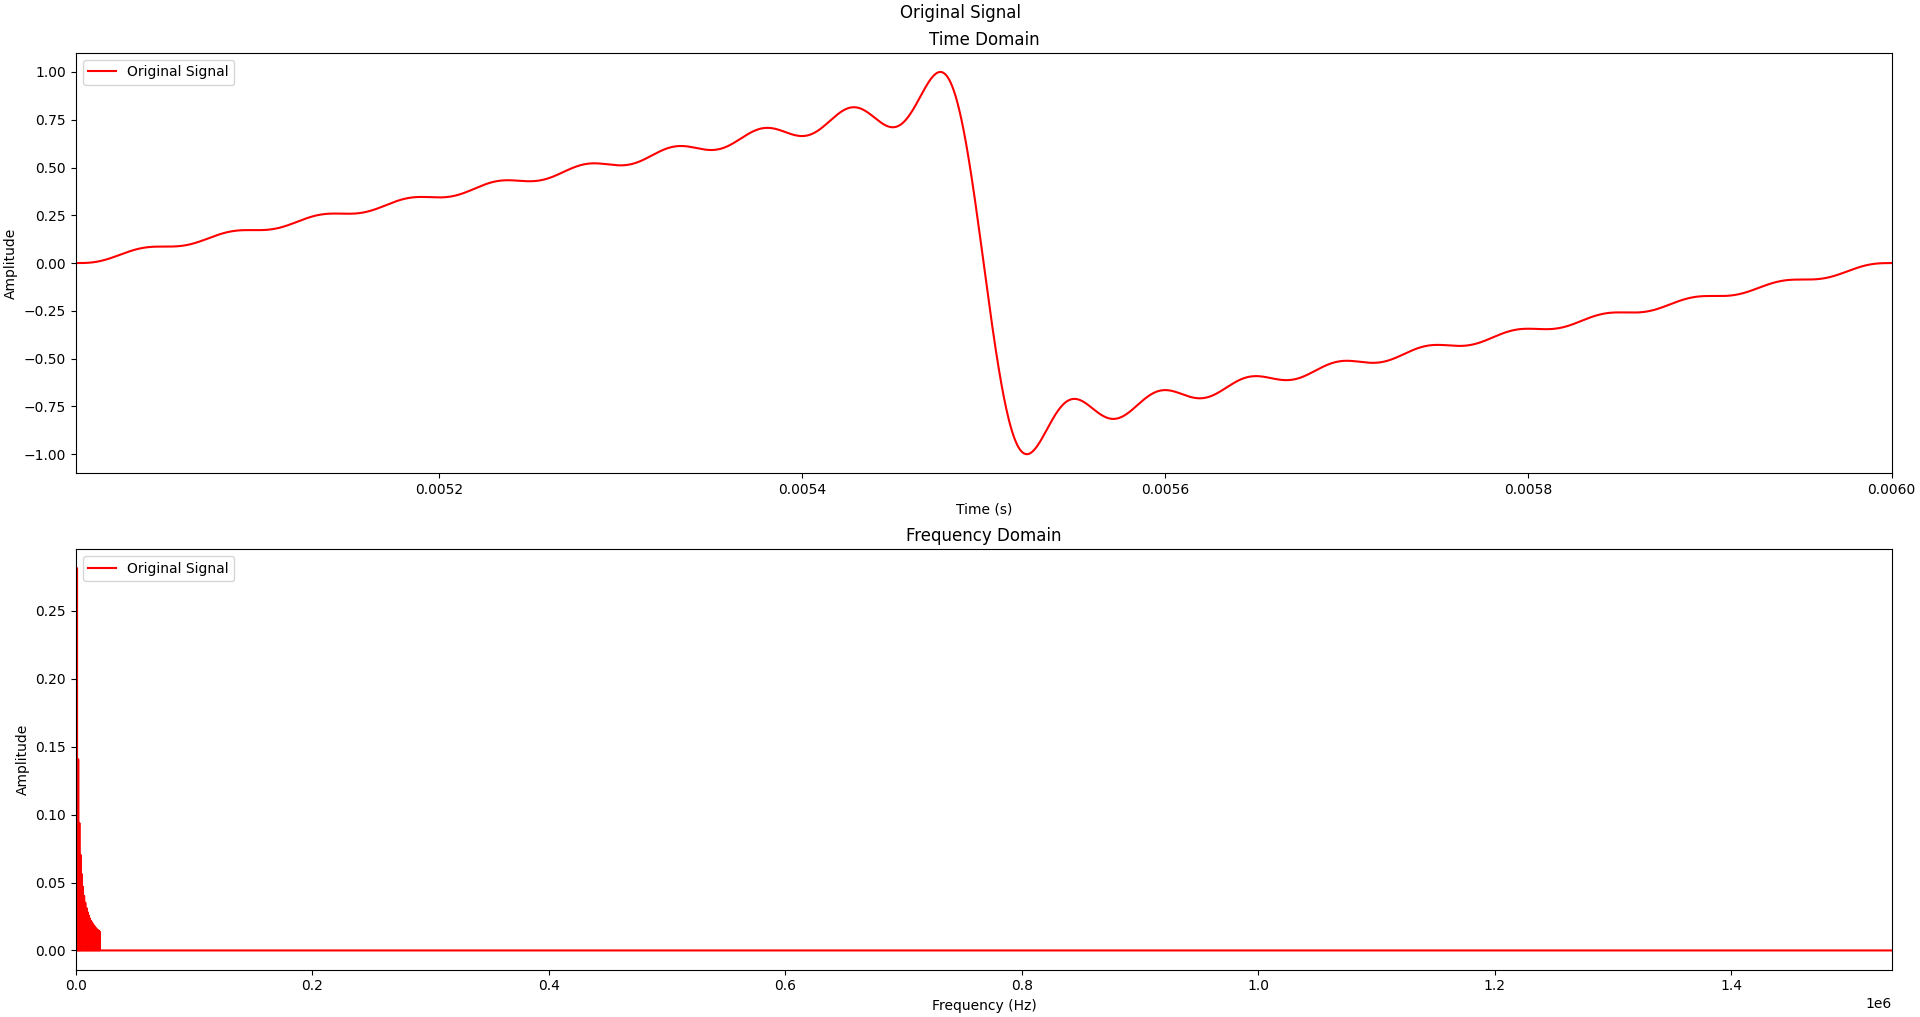 Original Signal
Time Domain
Original Signal
1.00
0.75
0.50
0.25
0.00
−0.25
−0.50
−0.75
−1.00
Amplitude
0.0052 0.0054 0.0056 0.0058 0.0060
Time (s)
Frequency Domain
Original Signal
0.25
0.20
0.15
0.10
0.05
0.00
Amplitude
0.0 0.2 0.4 0.6 0.8 1.0 1.2 1.4
1e6
Frequency (Hz)